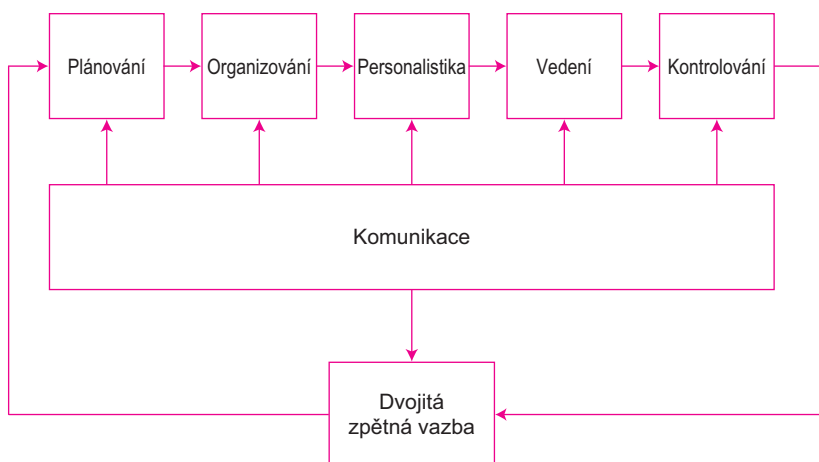 Plánování
Organizování
Personalistika
Vedení
Kontrolování
Komunikace
Dvojitá
zpětná vazba